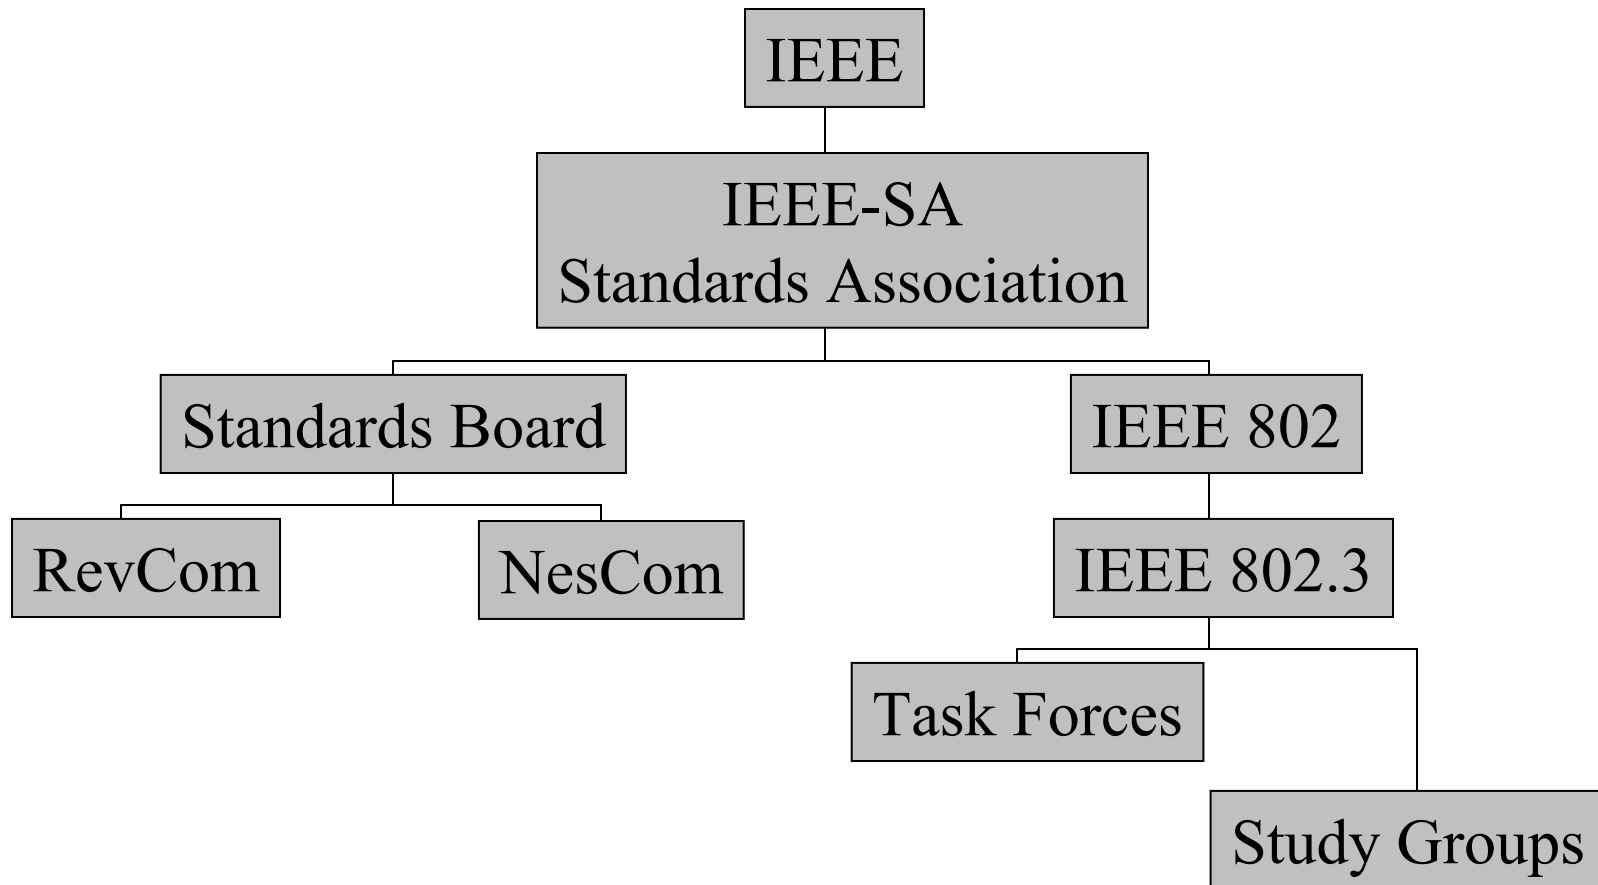 IEEE
IEEE-SA
Standards Association
Standards Board
IEEE 802
RevCom
NesCom
IEEE 802.3
Task Forces
Study Groups